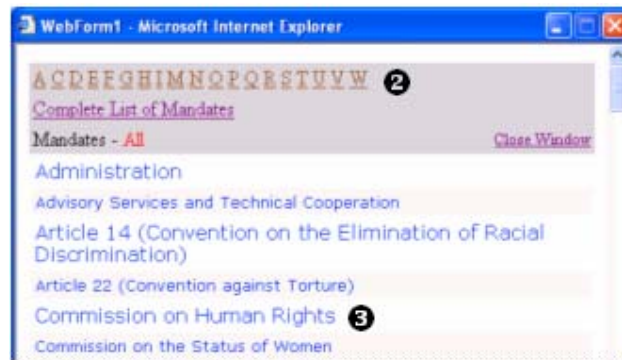 WebForm1 - Microsoft Internet Explorer
A C D E F G H I M N O P Q R S T U V W 2
Complete List of Mandates
Mandates - All Close Window
Administration
Advisory Services and Technical Cooperation
Article 14 (Convention on the Elimination of Racial
Discrimination)
Article 22 (Convention against Torture)
Commission on Human Rights 3
Commission on the Status of Women